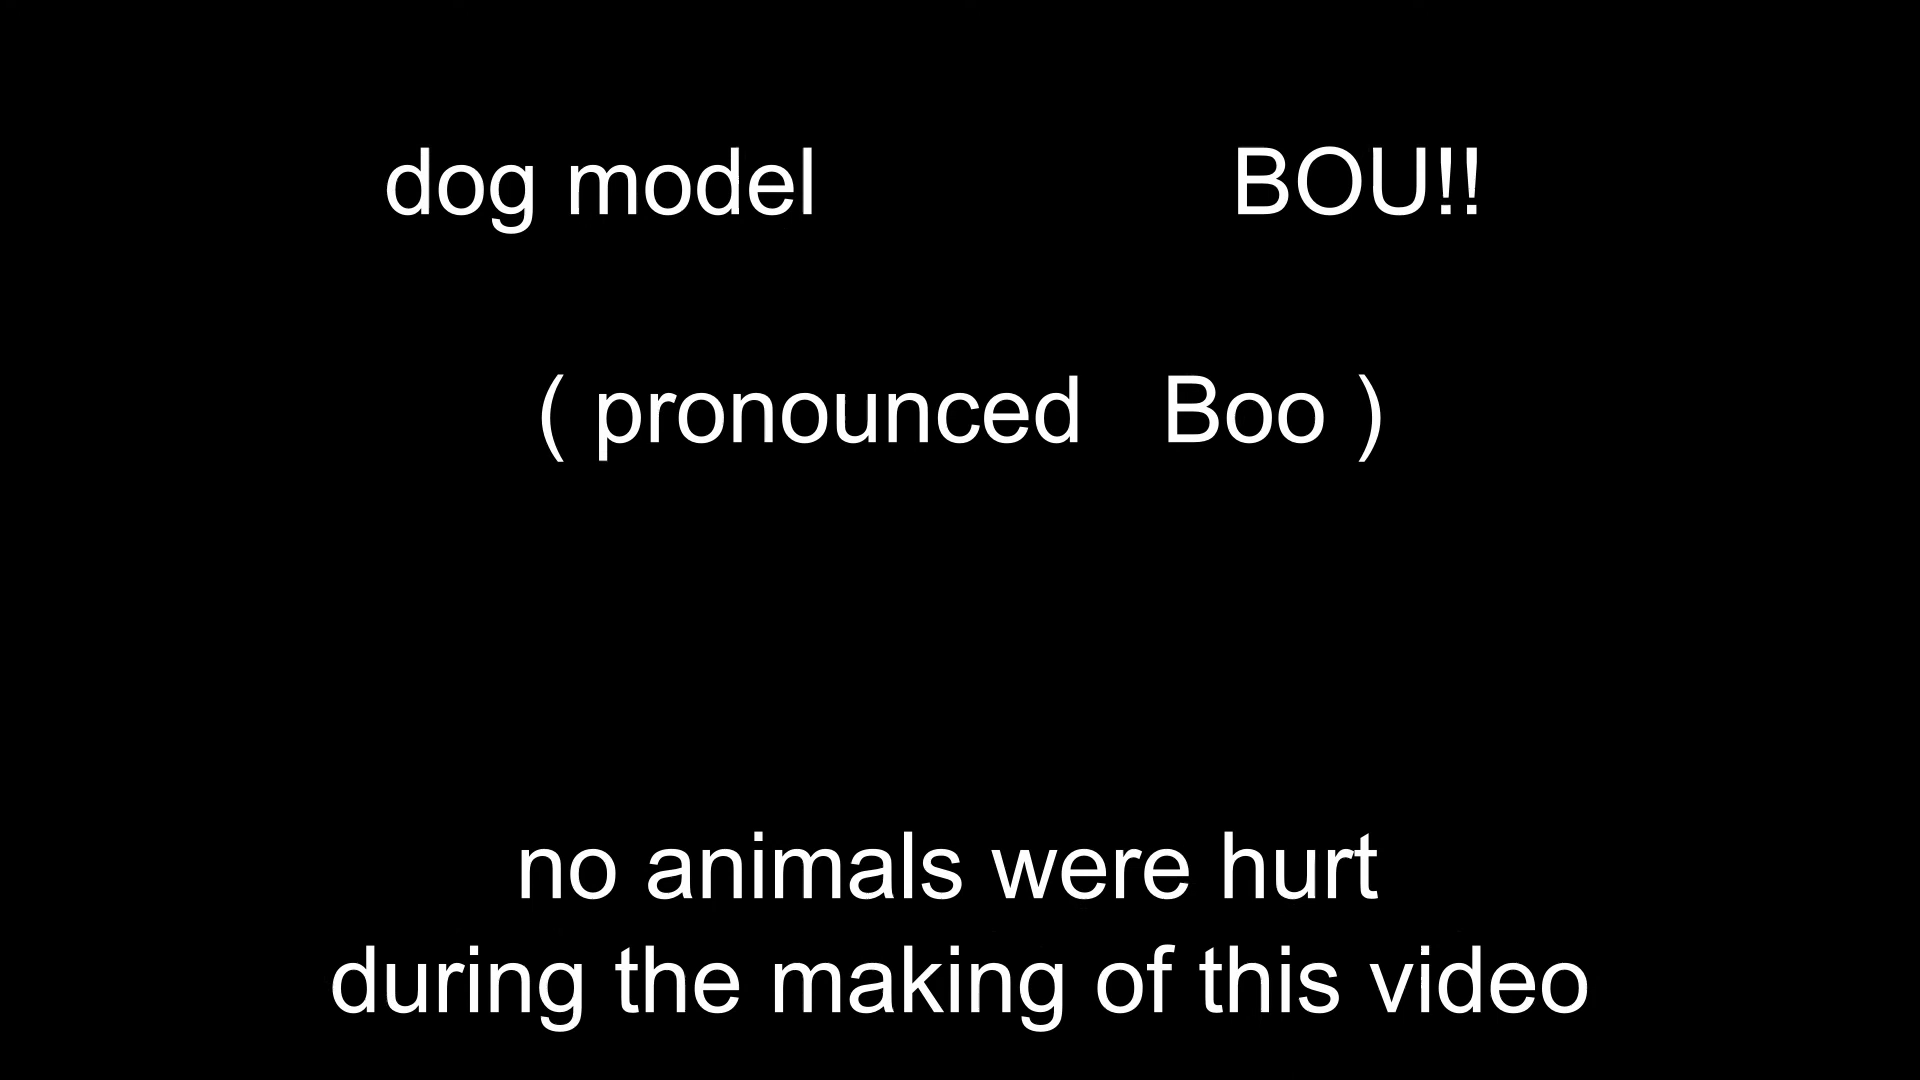 dog model BOU!!
( pronounced Boo )
no animals were hurt
during the making of this video